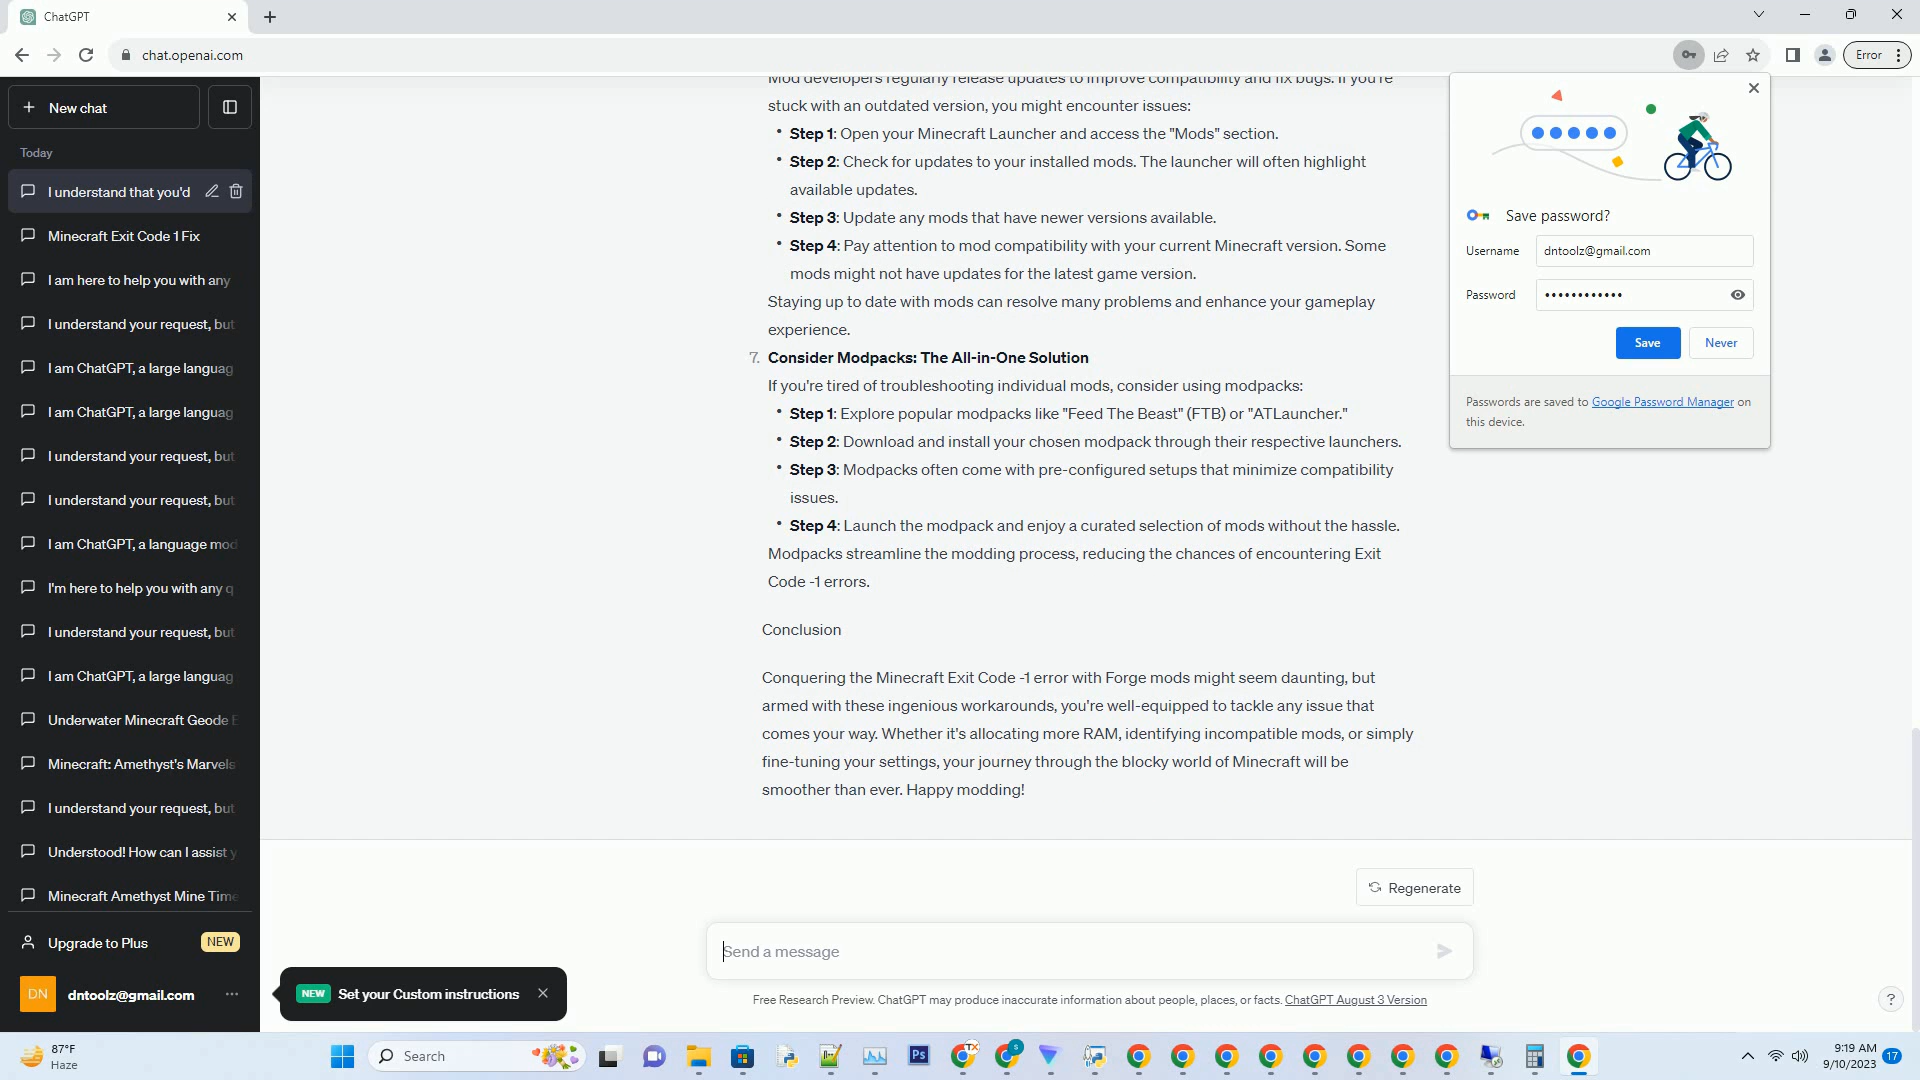 ChatGPT
chat.openai.com
Error
New chat
Today
I understand that you'd
Minecraft Exit Code 1 Fix
I am here to help you with any
I understand your request, but
I am ChatGPT, a large languag
I am ChatGPT, a large languag
I understand your request, but
I understand your request, but
I am ChatGPT, a language mod
I'm here to help you with any q
I understand your request, but
I am ChatGPT, a large languag
Underwater Minecraft Geode E
Minecraft: Amethyst's Marvels
I understand your request, but
Understood! How can I assist y
Minecraft Amethyst Mine Time
Upgrade to Plus NEW
DN dntoolz@gmail.com
NEW Set your Custom instructions
Mod developers regularly release updates to improve compatibility and fix bugs. If you're
stuck with an outdated version, you might encounter issues:
• Step 1: Open your Minecraft Launcher and access the "Mods" section.
• Step 2: Check for updates to your installed mods. The launcher will often highlight
available updates.
• Step 3: Update any mods that have newer versions available.
• Step 4: Pay attention to mod compatibility with your current Minecraft version. Some
mods might not have updates for the latest game version.
Staying up to date with mods can resolve many problems and enhance your gameplay
experience.
7. Consider Modpacks: The All-in-One Solution
If you're tired of troubleshooting individual mods, consider using modpacks:
• Step 1: Explore popular modpacks like "Feed The Beast" (FTB) or "ATLauncher."
• Step 2: Download and install your chosen modpack through their respective launchers.
• Step 3: Modpacks often come with pre-configured setups that minimize compatibility
issues.
• Step 4: Launch the modpack and enjoy a curated selection of mods without the hassle.
Modpacks streamline the modding process, reducing the chances of encountering Exit
Code -1 errors.
Conclusion
Conquering the Minecraft Exit Code -1 error with Forge mods might seem daunting, but
armed with these ingenious workarounds, you're well-equipped to tackle any issue that
comes your way. Whether it's allocating more RAM, identifying incompatible mods, or simply
fine-tuning your settings, your journey through the blocky world of Minecraft will be
smoother than ever. Happy modding!
Regenerate
Send a message
Free Research Preview. ChatGPT may produce inaccurate information about people, places, or facts. ChatGPT August 3 Version
?
Save password?
Username dntoolz@gmail.com
Password ••••••••••••
Save Never
Passwords are saved to Google Password Manager on
this device.
87°F
Haze
Search
Ps
TX
s
9:19 AM
9/10/2023
17